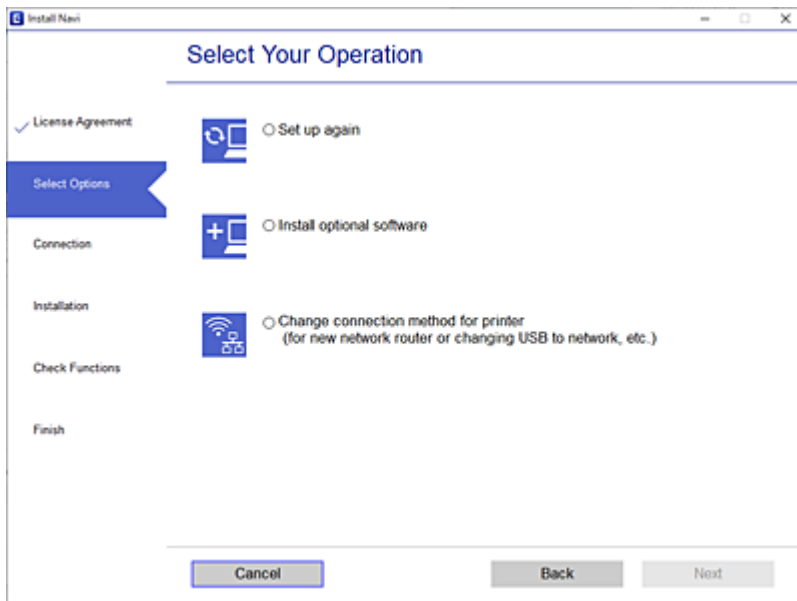 Install Navi
Select Your Operation
License Agreement
Select Options
Connection
Installation
Check Functions
Finish
Set up again
Install optional software
Change connection method for printer
(for new network router or changing USB to network, etc.)
Cancel
Back
Next